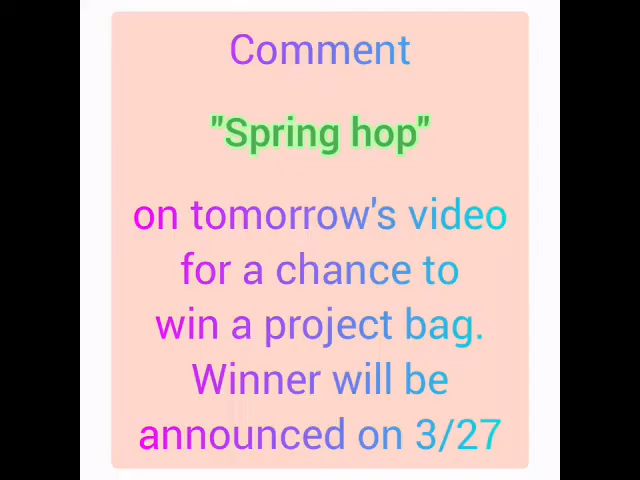 Comment
"Spring hop"
on tomorrow's video
for a chance to
win a project bag.
Winner will be
announced on 3/27